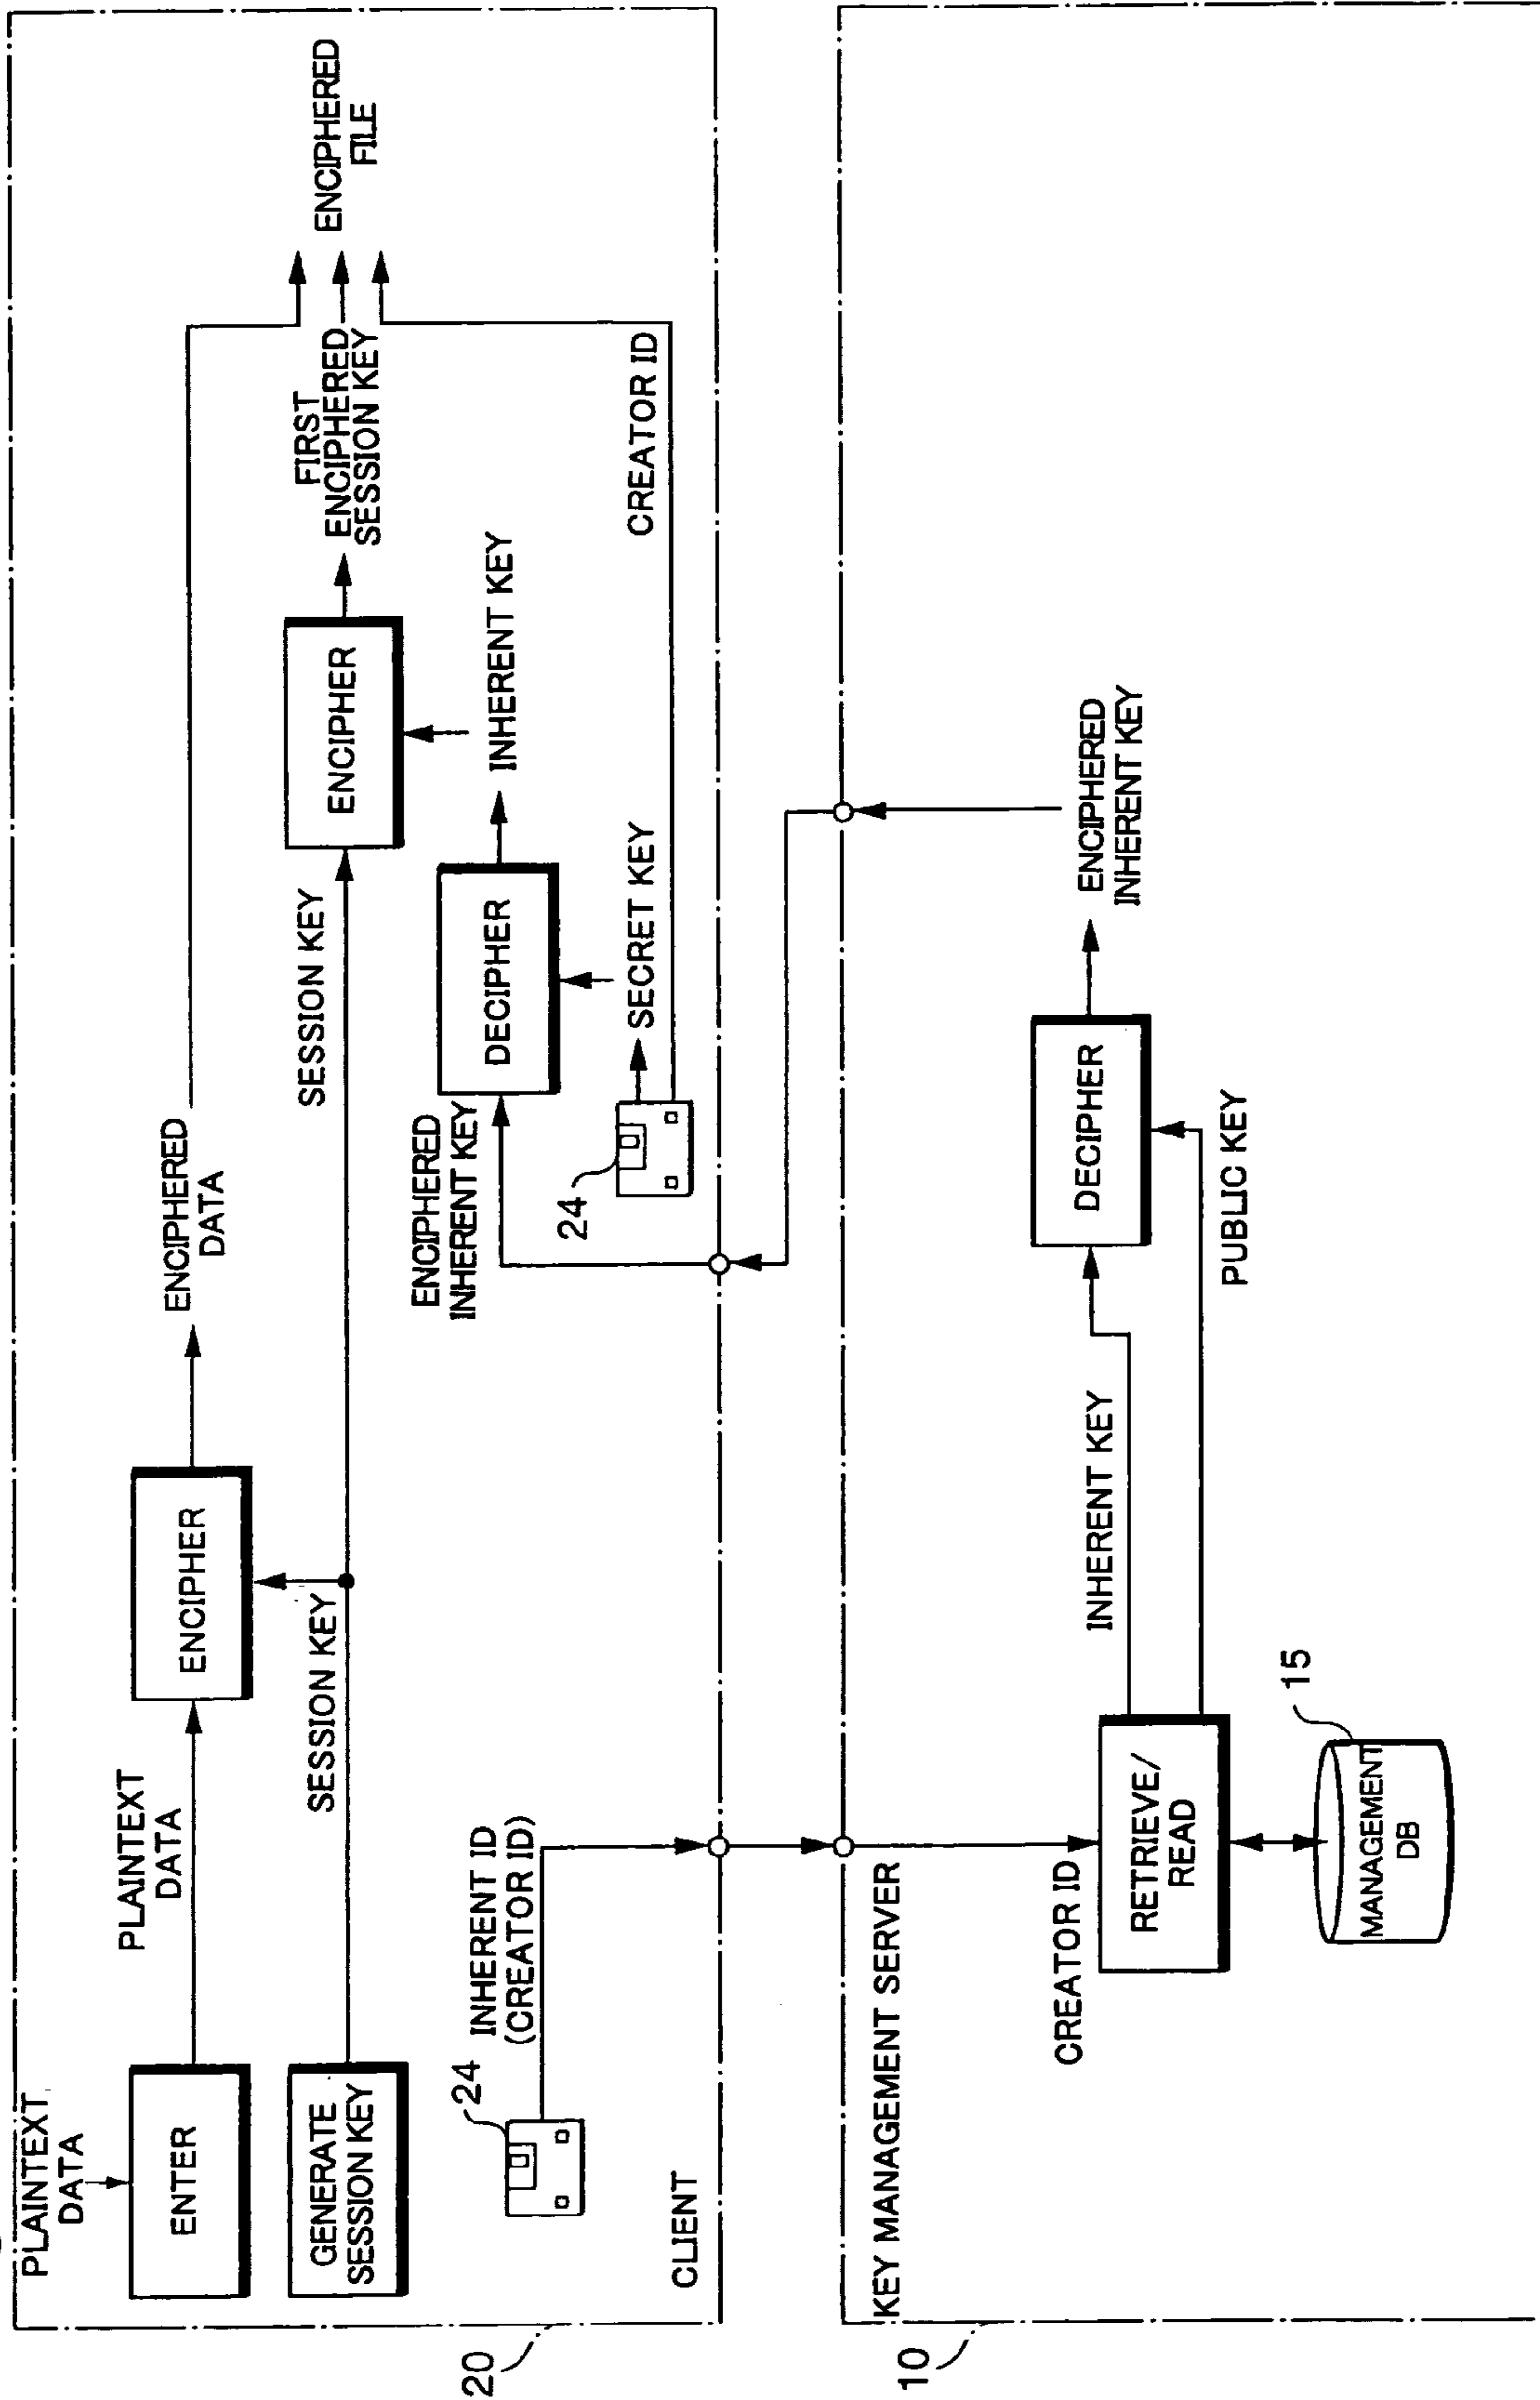 PLAINTEXT
DATA
ENTER
PLAINTEXT
DATA
ENCIPHER
ENCIPHERED
DATA
GENERATE
SESSION KEY
SESSION KEY
SESSION KEY
ENCIPHER
FIRST
ENCIPHERED
SESSION KEY
ENCIPHERED
FILE
24
INHERENT ID
(CREATOR ID)
ENCIPHERED
INHERENT KEY
DECIPHER
INHERENT KEY
24
SECRET KEY
CREATOR ID
CLIENT
20
KEY MANAGEMENT SERVER
10
CREATOR ID
RETRIEVE/
READ
INHERENT KEY
DECIPHER
ENCIPHERED
INHERENT KEY
PUBLIC KEY
15
MANAGEMENT
DB